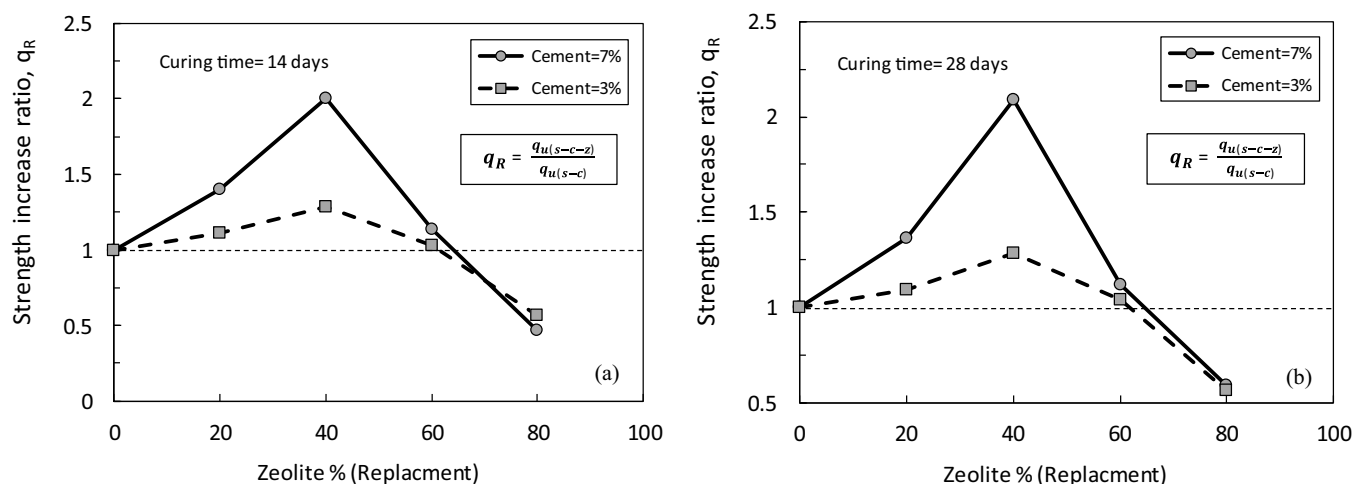 2.5
2
1.5
1
0.5
0
Strength increase ratio, qR
Curing time= 14 days
Cement=7%
Cement=3%
qR = qu(s−c−z)
qu(s−c)
(a)
0 20 40 60 80 100
Zeolite % (Replacment)
2.5
2
1.5
1
0.5
Strength increase ratio, qR
Curing time= 28 days
Cement=7%
Cement=3%
qR = qu(s−c−z)
qu(s−c)
(b)
0 20 40 60 80 100
Zeolite % (Replacment)